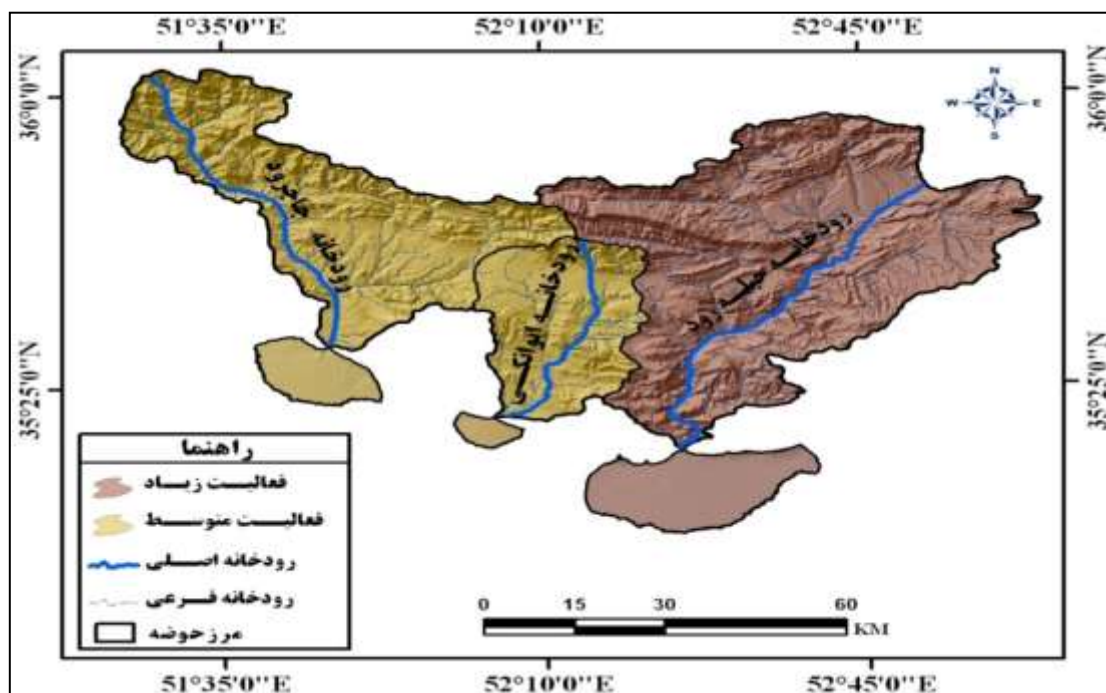 51°35'0"E
52°10'0"E
52°45'0"E
36°0'0"N
36°0'0"N
N
W
E
S
رودخانه جاجرود
رودخانه ایوانکی
رودخانه حبله رود
35°25'0"N
35°25'0"N
راهنما
فعالیت زیاد
فعالیت متوسط
رودخانه اصلی
رودخانه فرعی
مرز حوضه
0
15
30
60
KM
51°35'0"E
52°10'0"E
52°45'0"E